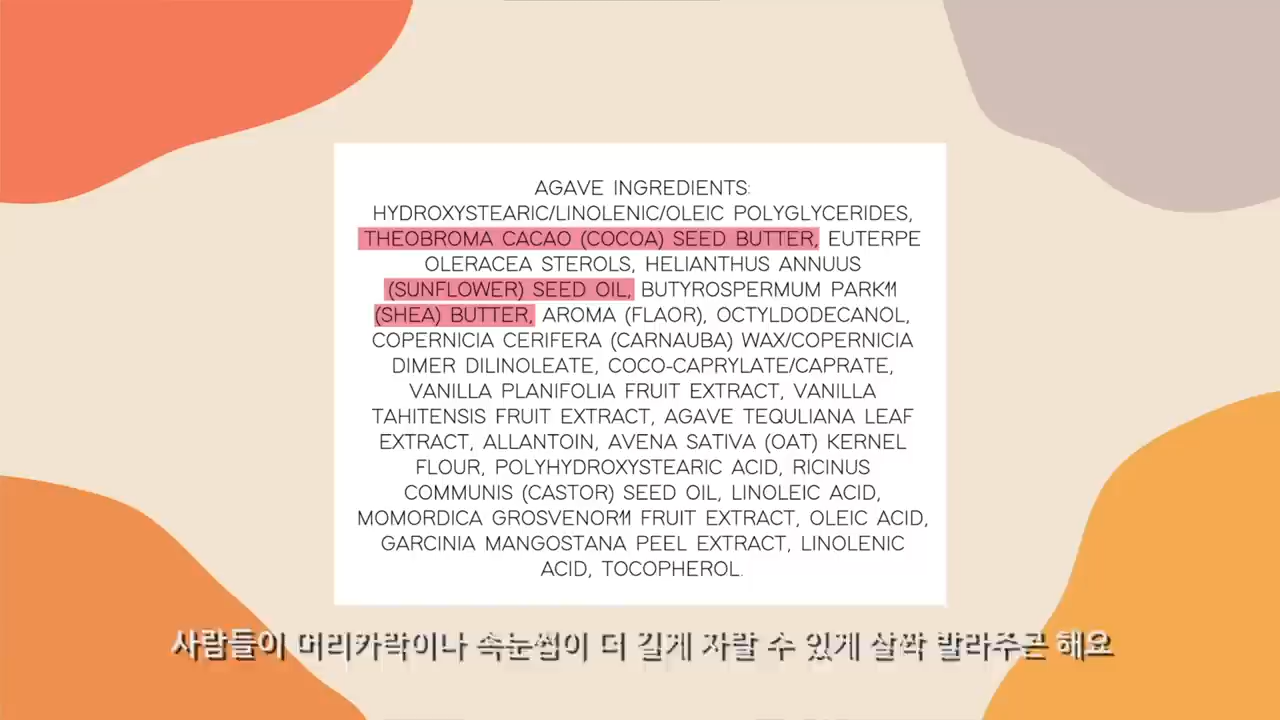 AGAVE INGREDIENTS:
HYDROXYSTEARIC/LINOLENIC/OLEIC POLYGLYCERIDES,
THEOBROMA CACAO (COCOA) SEED BUTTER, EUTERPE
OLERACEA STEROLS, HELIANTHUS ANNUUS
(SUNFLOWER) SEED OIL, BUTYROSPERMUM PARK11
(SHEA) BUTTER, AROMA (FLAOR), OCTYLDODECANOL,
COPERNICIA CERIFERA (CARNAUBA) WAX/COPERNICIA
DIMER DILINOLEATE, COCO-CAPRYLATE/CAPRATE,
VANILLA PLANIFOLIA FRUIT EXTRACT, VANILLA
TAHITENSIS FRUIT EXTRACT, AGAVE TEQULIANA LEAF
EXTRACT, ALLANTOIN, AVENA SATIVA (OAT) KERNEL
FLOUR, POLYHYDROXYSTEARIC ACID, RICINUS
COMMUNIS (CASTOR) SEED OIL, LINOLEIC ACID,
MOMORDICA GROSVENOR11 FRUIT EXTRACT, OLEIC ACID,
GARCINIA MANGOSTANA PEEL EXTRACT, LINOLENIC
ACID, TOCOPHEROL.
사람들이 머리카락이나 속눈썹이 더 길게 자랄 수 있게 살짝 발라주곤 해요